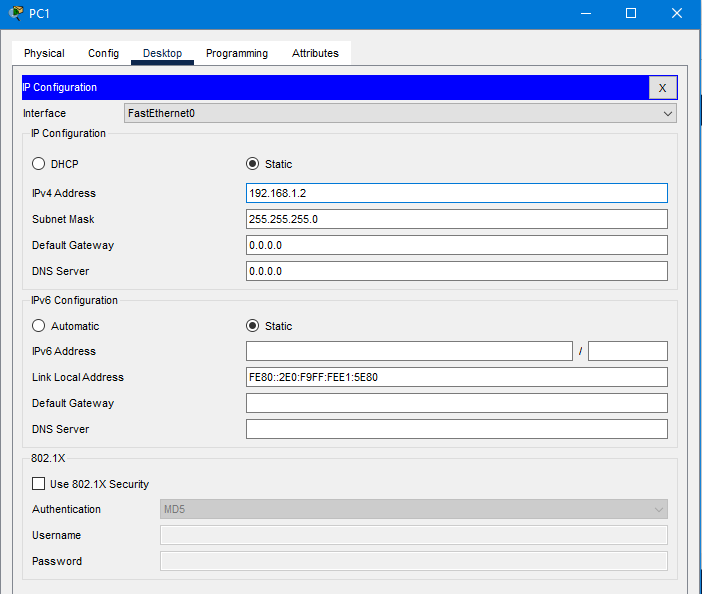 PC1
Physical Config Desktop Programming Attributes
IP Configuration X
Interface FastEthernet0
IP Configuration
DHCP Static
IPv4 Address 192.168.1.2
Subnet Mask 255.255.255.0
Default Gateway 0.0.0.0
DNS Server 0.0.0.0
IPv6 Configuration
Automatic Static
IPv6 Address /
Link Local Address FE80::2E0:F9FF:FEE1:5E80
Default Gateway
DNS Server
802.1X
Use 802.1X Security
Authentication MD5
Username
Password